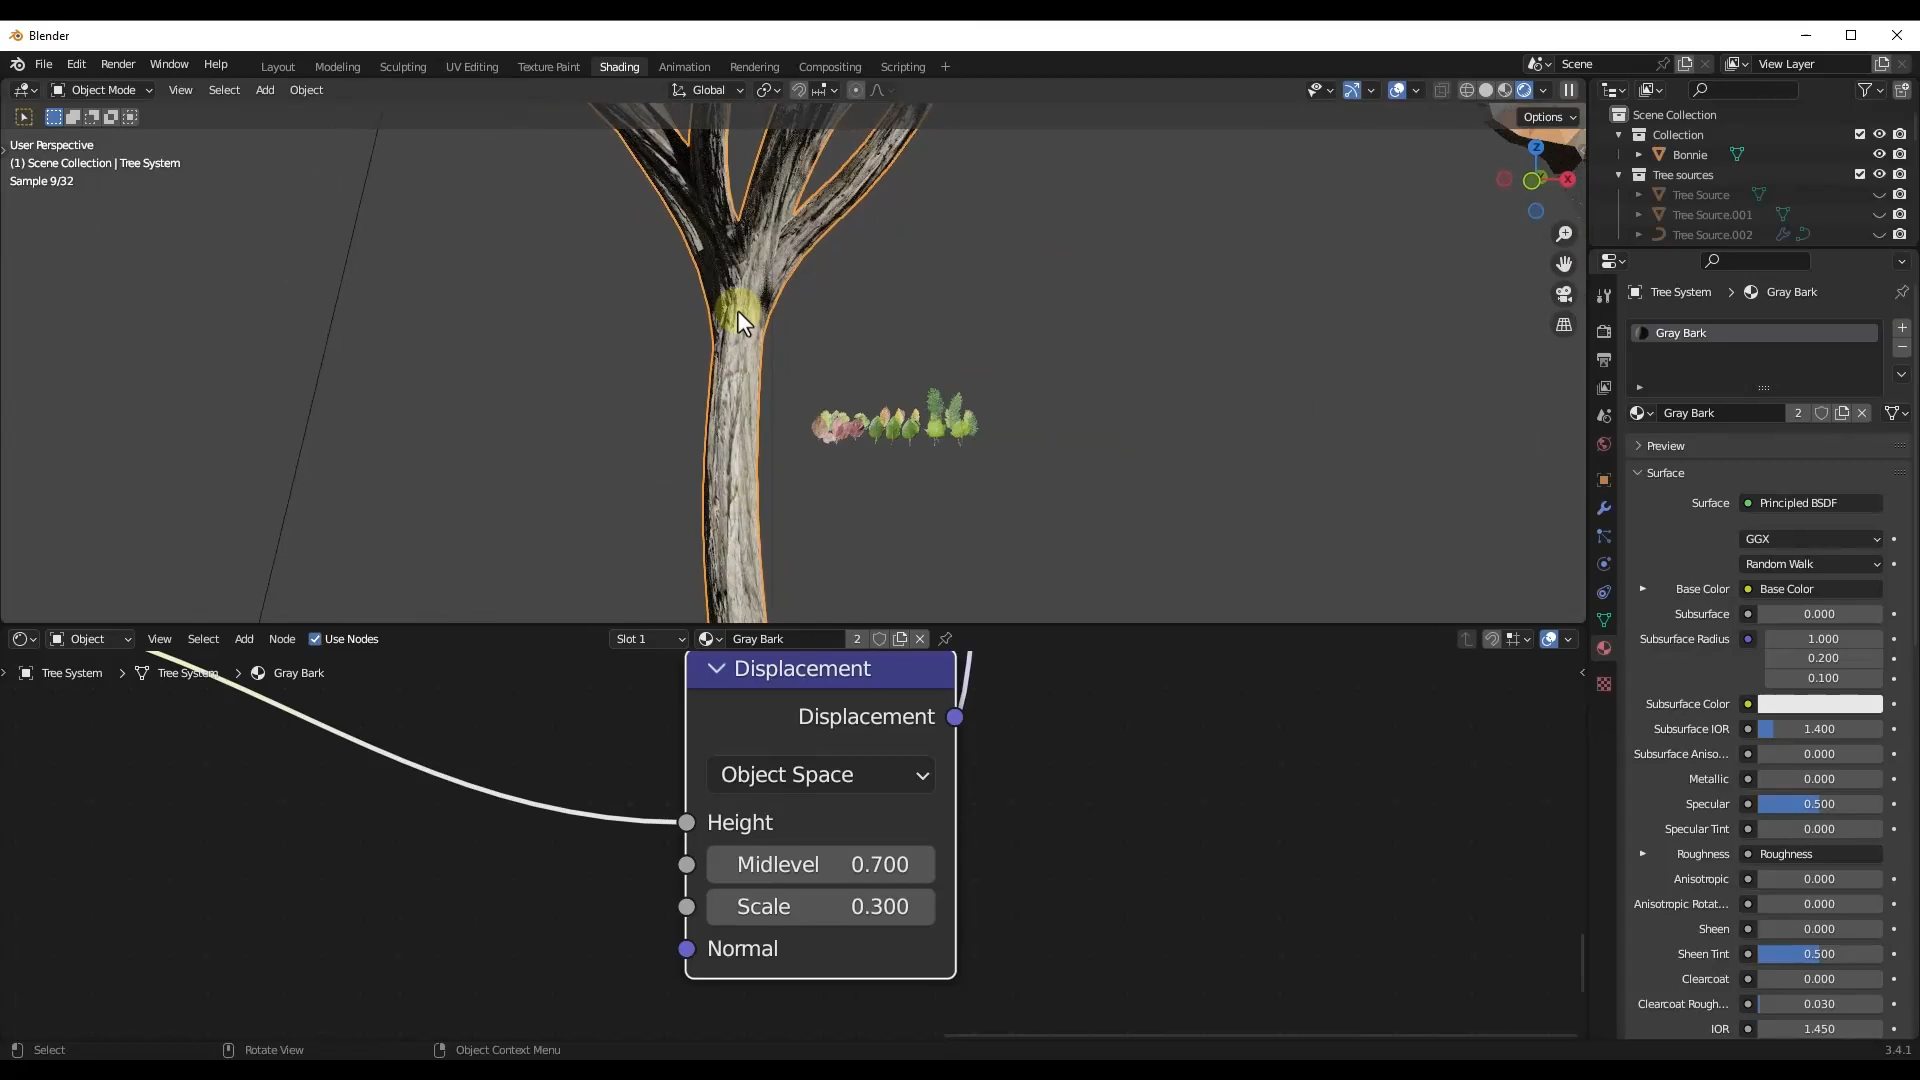 Blender
File Edit Render Window Help
Layout Modeling Sculpting UV Editing Texture Paint Shading Animation Rendering Compositing Scripting +
Scene
View Layer
Object Mode View Select Add Object
Global
Options
User Perspective
(1) Scene Collection | Tree System
Sample 9/32
Z
X
Scene Collection
Collection
Bonnie
Tree sources
Tree Source
Tree Source.001
Tree Source.002
Tree System > Gray Bark
Gray Bark
Gray Bark 2
Preview
Surface
Surface Principled BSDF
GGX
Random Walk
Base Color Base Color
Subsurface 0.000
Subsurface Radius 1.000
0.200
0.100
Subsurface Color
Subsurface IOR 1.400
Subsurface Aniso... 0.000
Metallic 0.000
Specular 0.500
Specular Tint 0.000
Roughness Roughness
Anisotropic 0.000
Anisotropic Rotat... 0.000
Sheen 0.000
Sheen Tint 0.500
Clearcoat 0.000
Clearcoat Rough... 0.030
IOR 1.450
Object View Select Add Node Use Nodes
Slot 1 Gray Bark 2
Tree System > Tree System > Gray Bark
Displacement
Displacement
Object Space
Height
Midlevel 0.700
Scale 0.300
Normal
Select Rotate View Object Context Menu
3.4.1